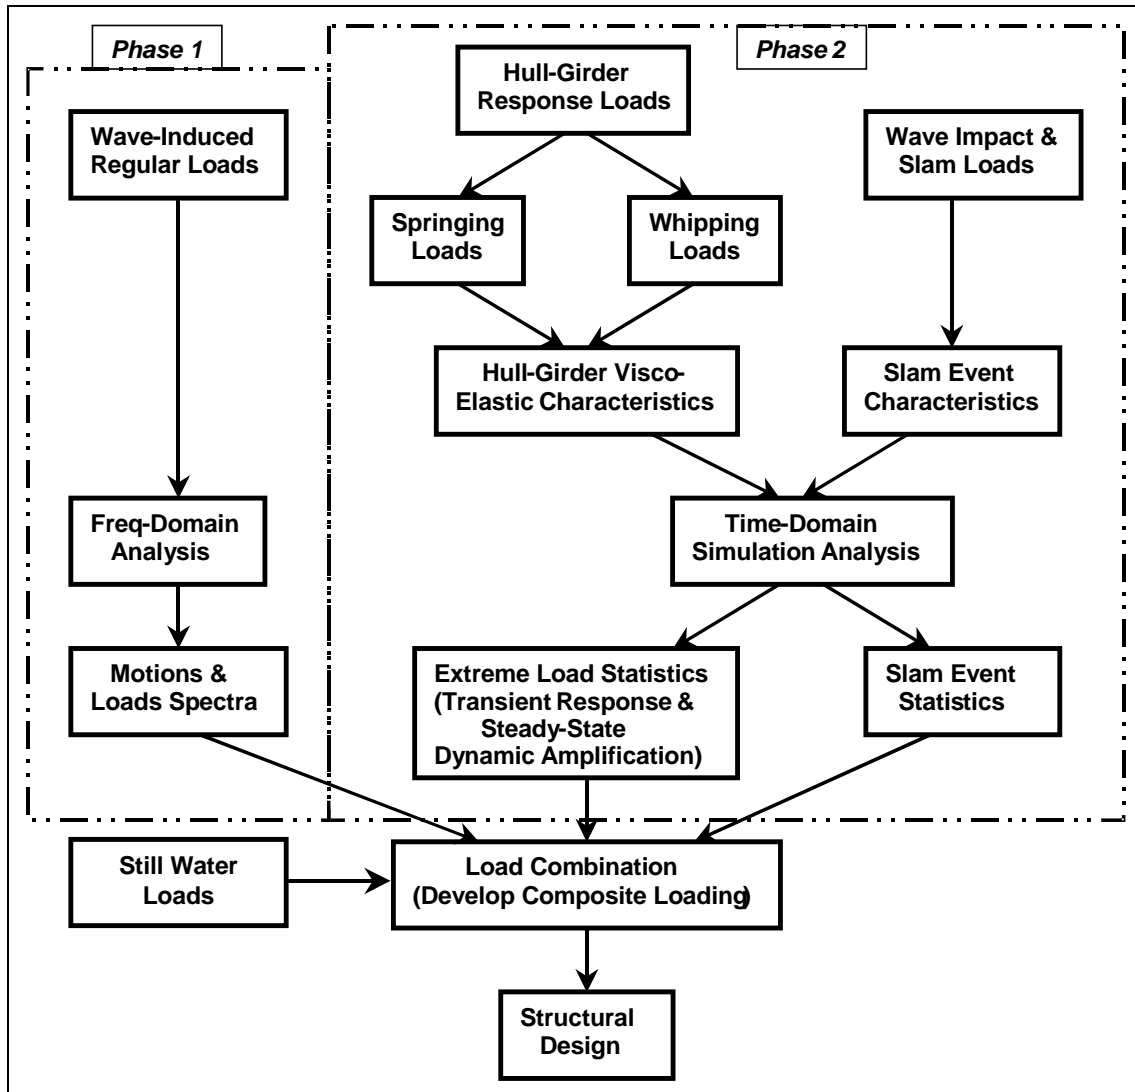 Phase 1
Phase 2
Hull-Girder
Response Loads
Wave-Induced
Regular Loads
Wave Impact &
Slam Loads
Springing
Loads
Whipping
Loads
Hull-Girder Visco-
Elastic Characteristics
Slam Event
Characteristics
Freq-Domain
Analysis
Time-Domain
Simulation Analysis
Motions &
Loads Spectra
Extreme Load Statistics
(Transient Response &
Steady-State
Dynamic Amplification)
Slam Event
Statistics
Still Water
Loads
Load Combination
(Develop Composite Loading)
Structural
Design